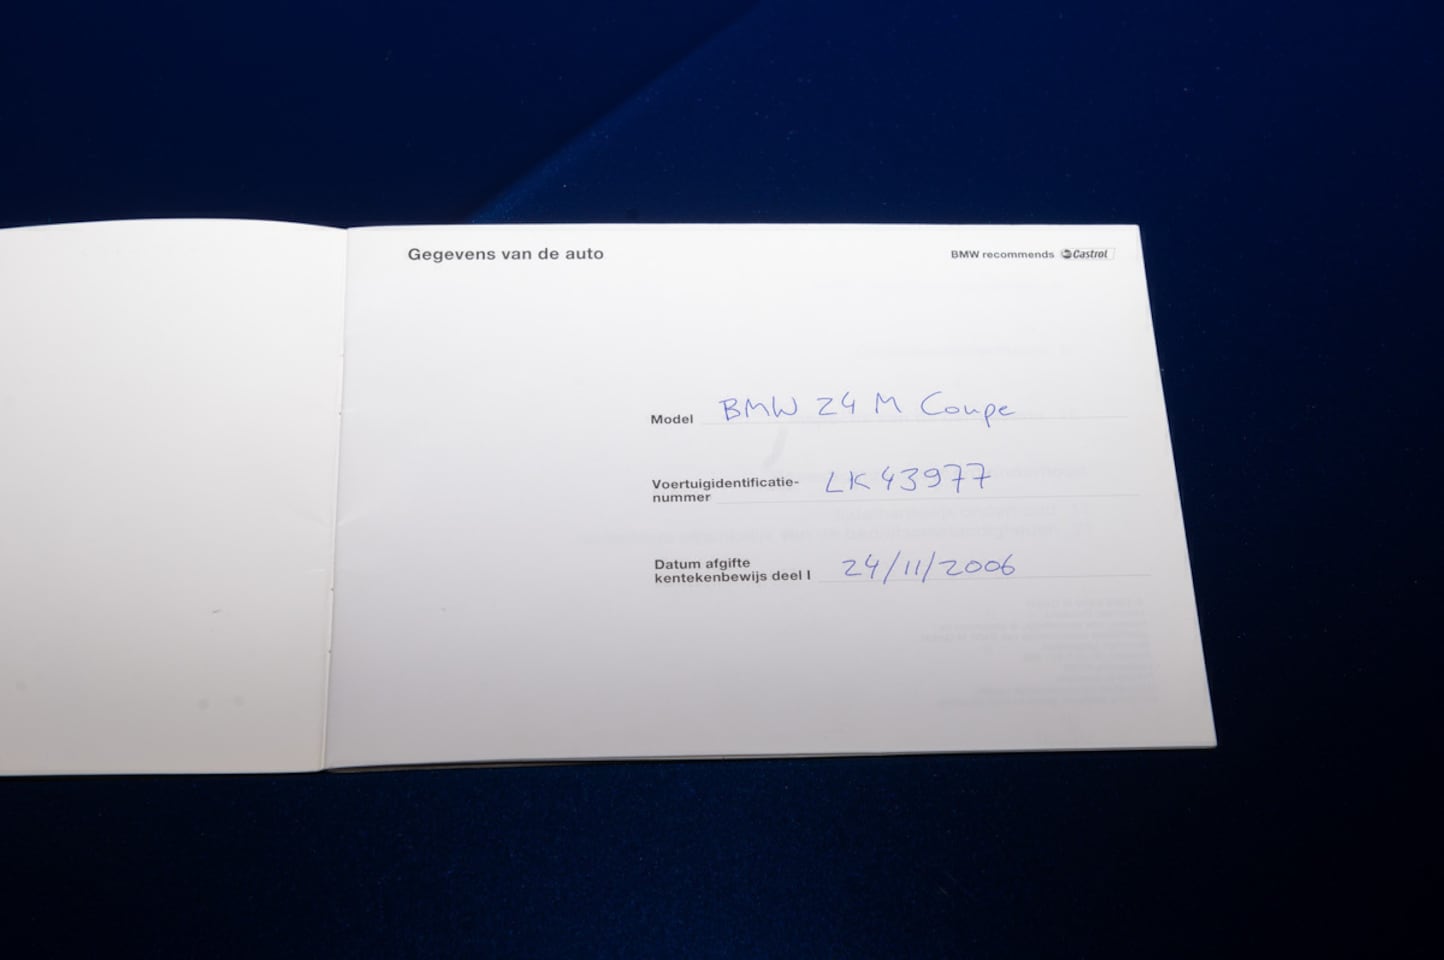 Gegevens van de auto
BMW recommends Castrol
Model BMW Z4 M Coupe
Voertuigidentificatie-
nummer LK43977
Datum afgifte
kentekenbewijs deel I 24/11/2006